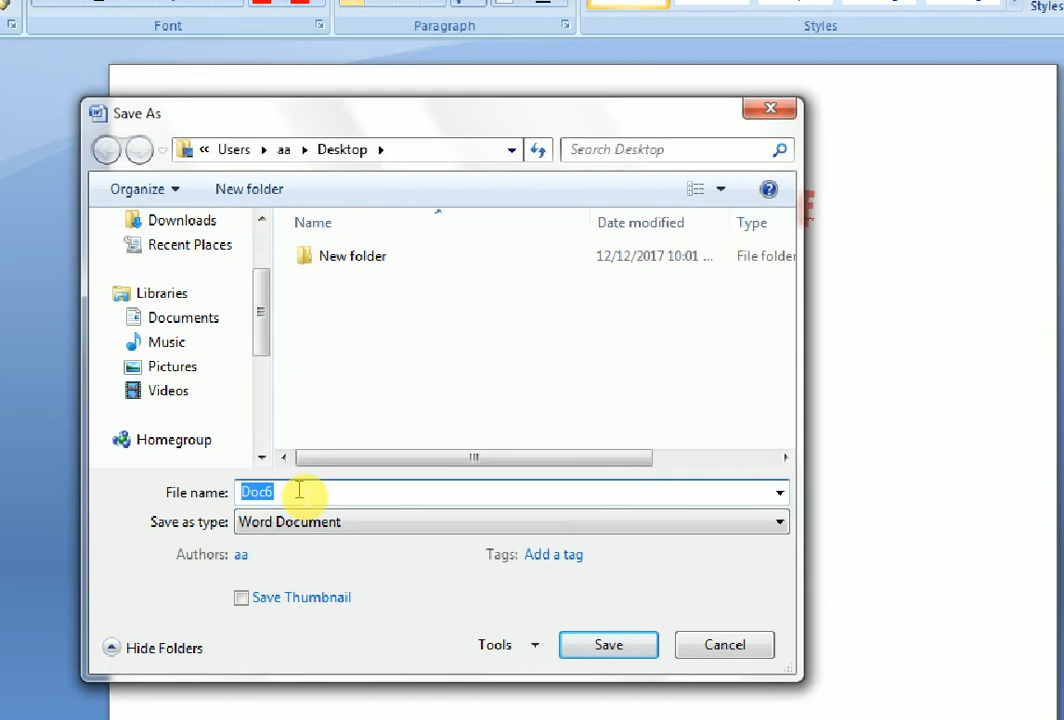 Font
Paragraph
Styles
Styles
Save As
« Users
aa
Desktop
Search Desktop
Organize
New folder
Downloads
Recent Places
Libraries
Documents
Music
Pictures
Videos
Homegroup
Name
Date modified
Type
New folder
12/12/2017 10:01 ...
File folder
File name: Doc6
Save as type: Word Document
Authors: aa
Tags: Add a tag
Save Thumbnail
Hide Folders
Tools
Save
Cancel